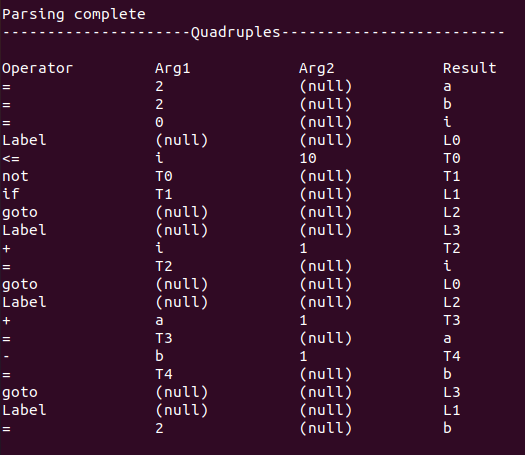 Parsing complete
---------------------Quadruples-------------------------
Operator Arg1 Arg2 Result
= 2 (null) a
= 2 (null) b
= 0 (null) i
Label (null) (null) L0
<= i 10 T0
not T0 (null) T1
if T1 (null) L1
goto (null) (null) L2
Label (null) (null) L3
+ i 1 T2
= T2 (null) i
goto (null) (null) L0
Label (null) (null) L2
+ a 1 T3
= T3 (null) a
- b 1 T4
= T4 (null) b
goto (null) (null) L3
Label (null) (null) L1
= 2 (null) b